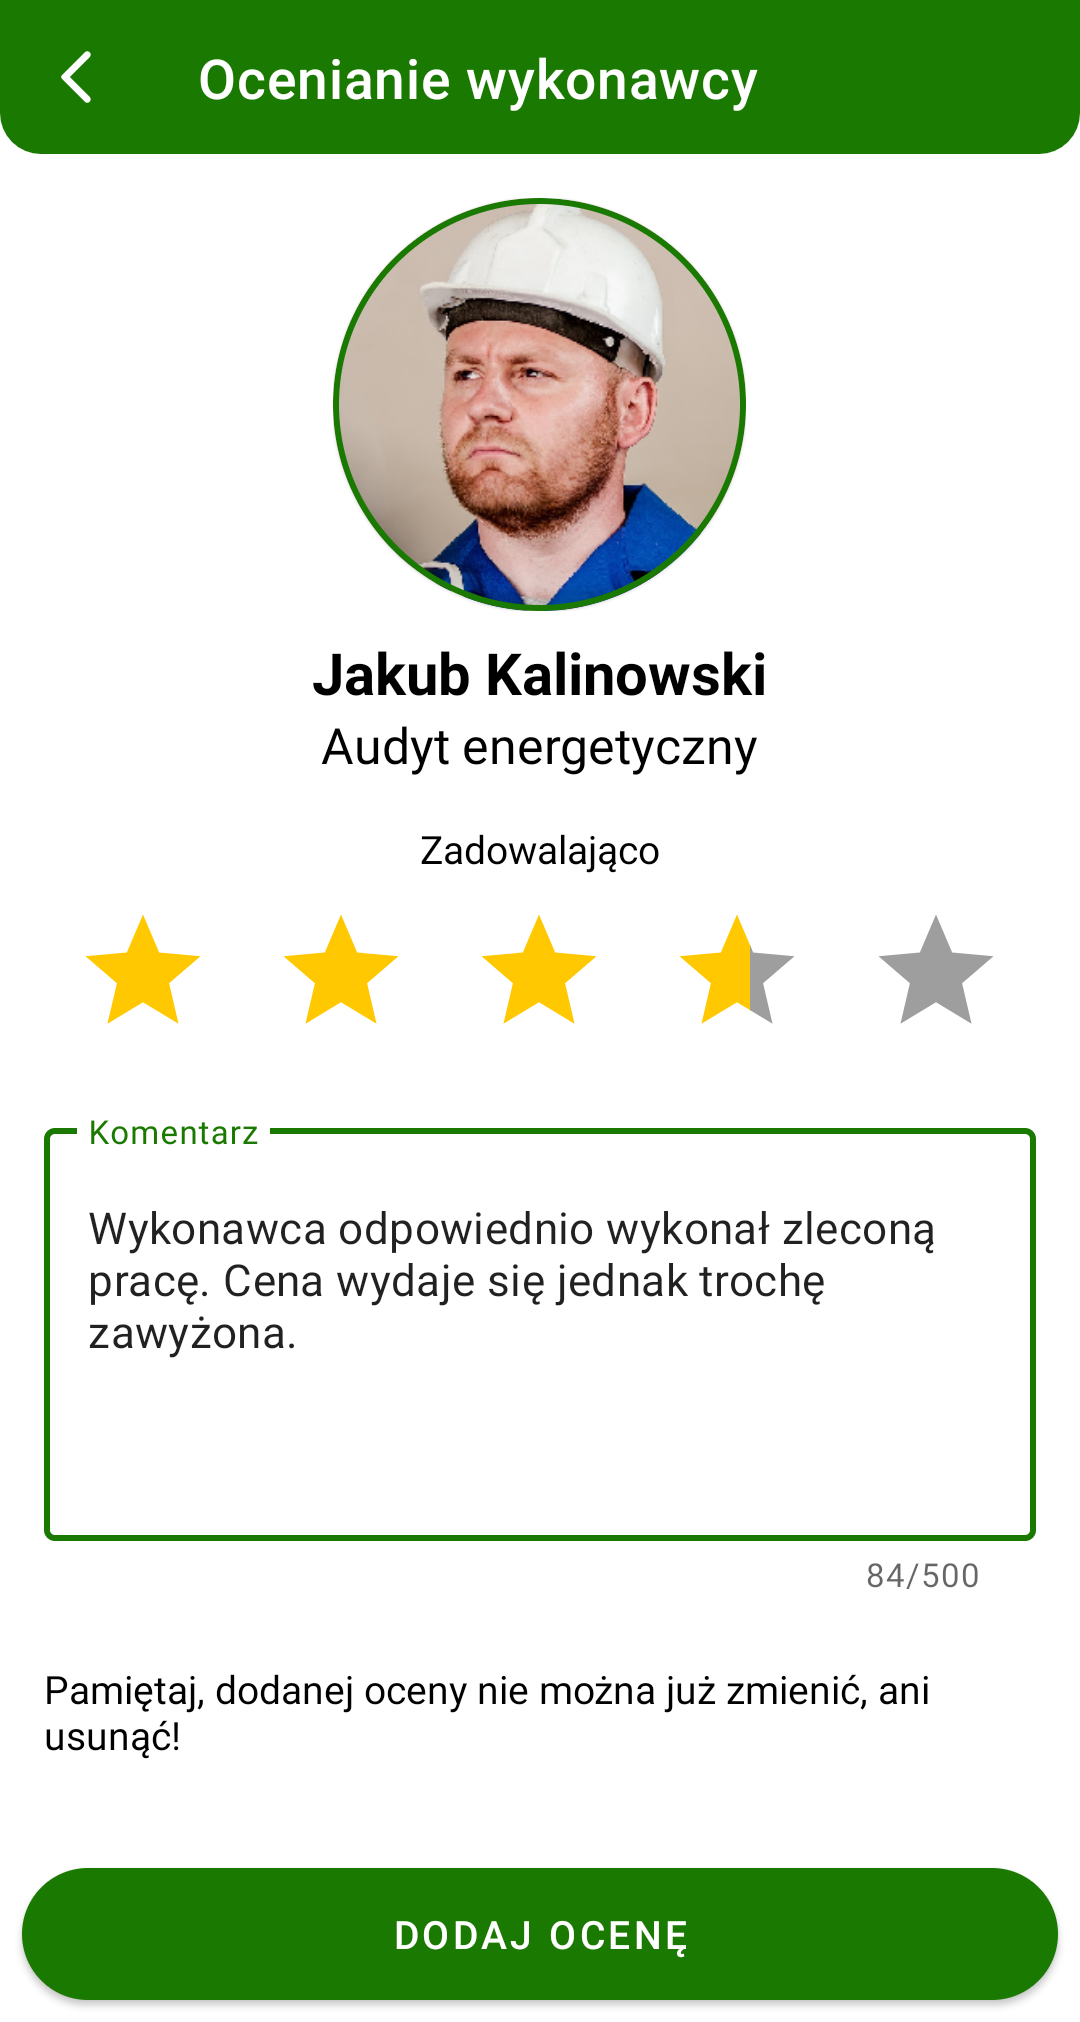 Ocenianie wykonawcy
Jakub Kalinowski
Audyt energetyczny
Zadowalająco
Komentarz
Wykonawca odpowiednio wykonał zleconą
pracę. Cena wydaje się jednak trochę
zawyżona.
84/500
Pamiętaj, dodanej oceny nie można już zmienić, ani
usunąć!
DODAJ OCENĘ